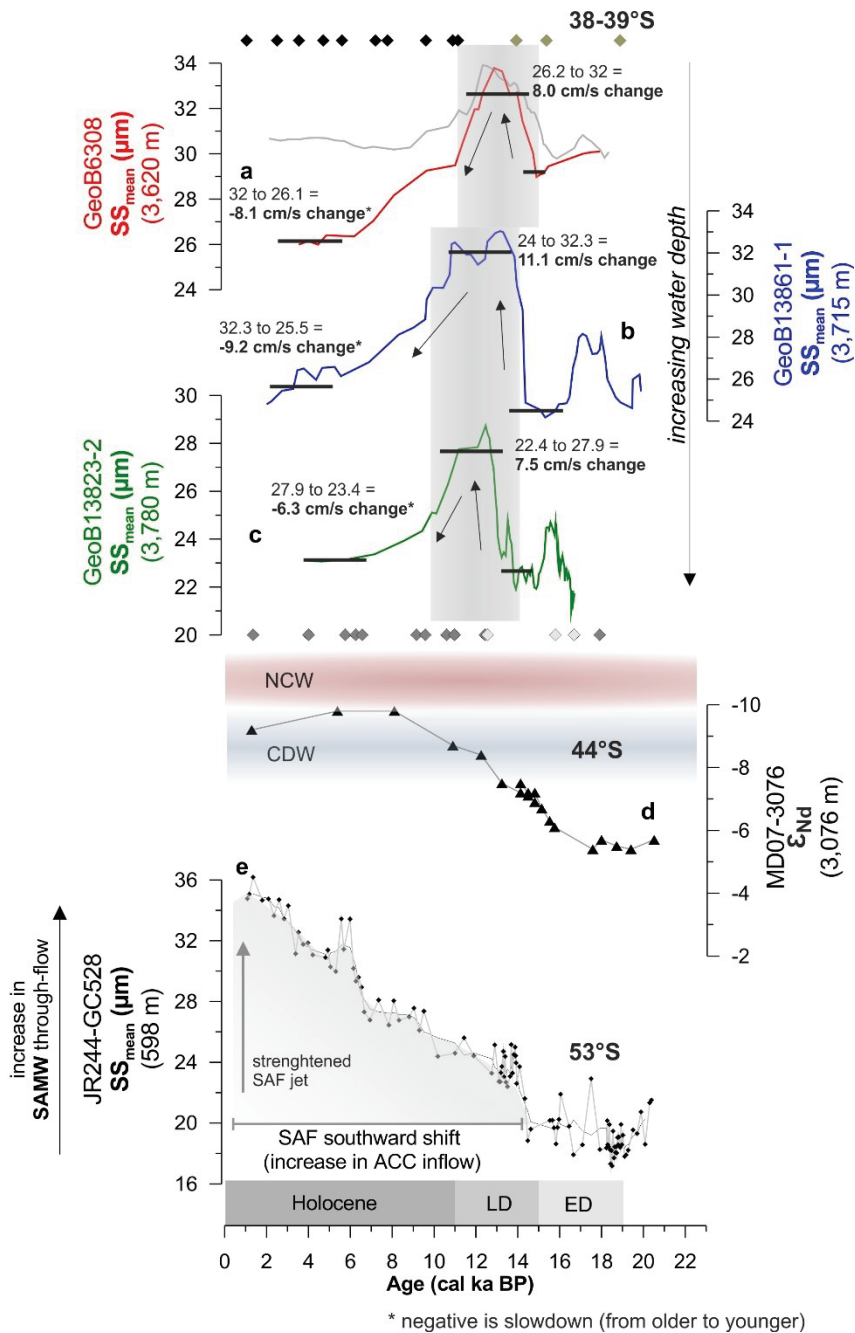 38-39°S
34
32
30
28
26
24
GeoB6308
SSmean (µm)
(3,620 m)
a
26.2 to 32 =
8.0 cm/s change
32 to 26.1 =
-8.1 cm/s change*
34
32
30
28
26
24
GeoB13861-1
SSmean (µm)
(3,715 m)
b
24 to 32.3 =
11.1 cm/s change
32.3 to 25.5 =
-9.2 cm/s change*
increasing water depth
30
28
26
24
22
20
GeoB13823-2
SSmean (µm)
(3,780 m)
c
22.4 to 27.9 =
7.5 cm/s change
27.9 to 23.4 =
-6.3 cm/s change*
NCW
CDW
44°S
d
-10
-8
-6
-4
-2
MD07-3076
εNd
(3,076 m)
e
36
32
28
24
20
16
increase in
SAMW through-flow
JR244-GC528
SSmean (µm)
(598 m)
53°S
strenghtened
SAF jet
SAF southward shift
(increase in ACC inflow)
Holocene
LD
ED
0 2 4 6 8 10 12 14 16 18 20 22
Age (cal ka BP)
* negative is slowdown (from older to younger)